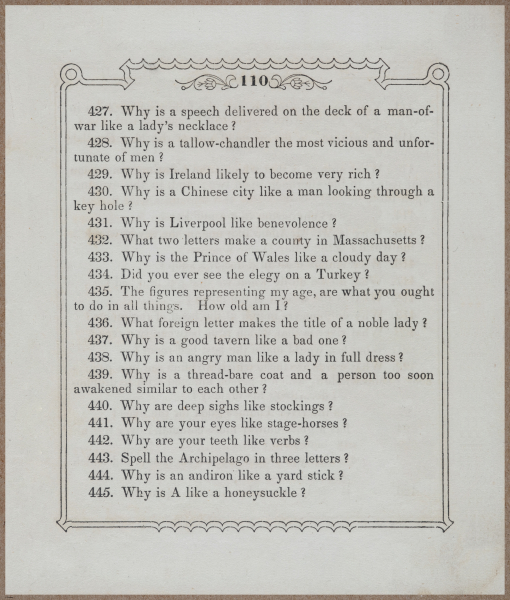 110
427. Why is a speech delivered on the deck of a man-of-
war like a lady's necklace?
428. Why is a tallow-chandler the most vicious and unfor-
tunate of men?
429. Why is Ireland likely to become very rich?
430. Why is a Chinese city like a man looking through a
key hole?
431. Why is Liverpool like benevolence?
432. What two letters make a county in Massachusetts?
433. Why is the Prince of Wales like a cloudy day?
434. Did you ever see the elegy on a Turkey?
435. The figures representing my age, are what you ought
to do in all things. How old am I?
436. What foreign letter makes the title of a noble lady?
437. Why is a good tavern like a bad one?
438. Why is an angry man like a lady in full dress?
439. Why is a thread-bare coat and a person too soon
awakened similar to each other?
440. Why are deep sighs like stockings?
441. Why are your eyes like stage-horses?
442. Why are your teeth like verbs?
443. Spell the Archipelago in three letters?
444. Why is an andiron like a yard stick?
445. Why is A like a honeysuckle?